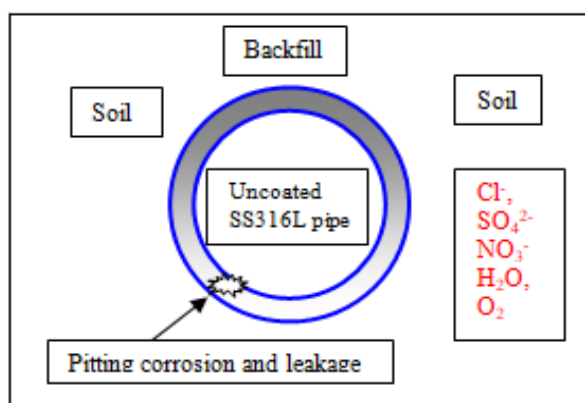 Backfill
Soil
Soil
Uncoated
SS316L pipe
Cl⁻,
SO₄²⁻
NO₃⁻
H₂O,
O₂
Pitting corrosion and leakage